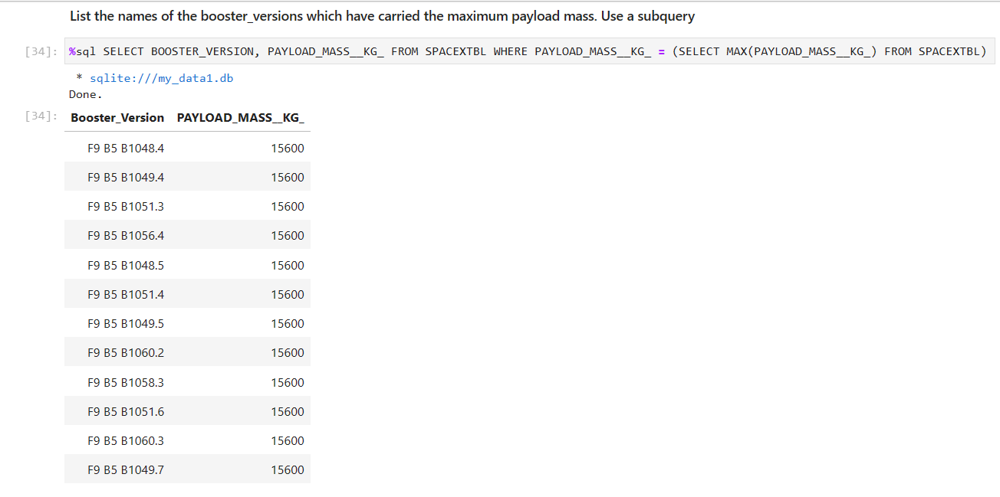 List the names of the booster_versions which have carried the maximum payload mass. Use a subquery
[34]: %sql SELECT BOOSTER_VERSION, PAYLOAD_MASS__KG_ FROM SPACEXTBL WHERE PAYLOAD_MASS__KG_ = (SELECT MAX(PAYLOAD_MASS__KG_) FROM SPACEXTBL)
* sqlite:///my_data1.db
Done.
[34]: Booster_Version PAYLOAD_MASS__KG_
F9 B5 B1048.4 15600
F9 B5 B1049.4 15600
F9 B5 B1051.3 15600
F9 B5 B1056.4 15600
F9 B5 B1048.5 15600
F9 B5 B1051.4 15600
F9 B5 B1049.5 15600
F9 B5 B1060.2 15600
F9 B5 B1058.3 15600
F9 B5 B1051.6 15600
F9 B5 B1060.3 15600
F9 B5 B1049.7 15600